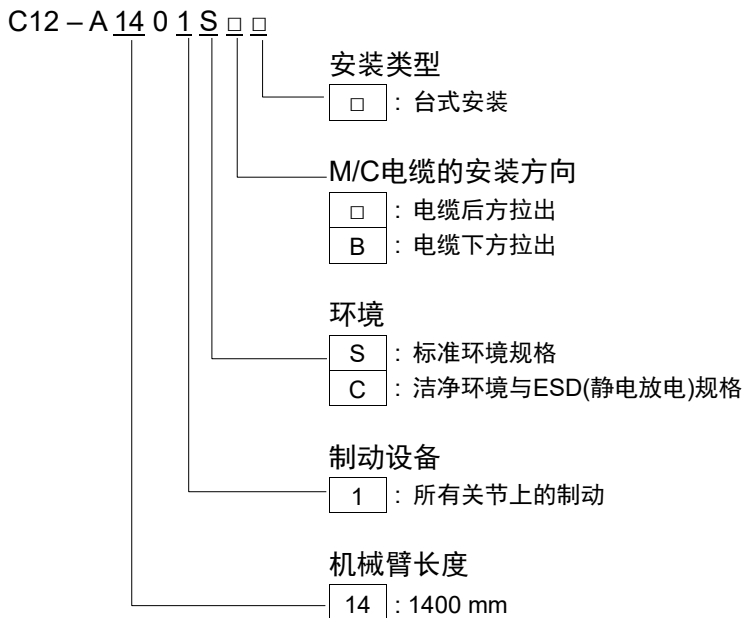 C12 – A 14 0 1 S □ □
安装类型
□ : 台式安装
M/C电缆的安装方向
□ : 电缆后方拉出
B : 电缆下方拉出
环境
S : 标准环境规格
C : 洁净环境与ESD(静电放电)规格
制动设备
1 : 所有关节上的制动
机械臂长度
14 : 1400 mm